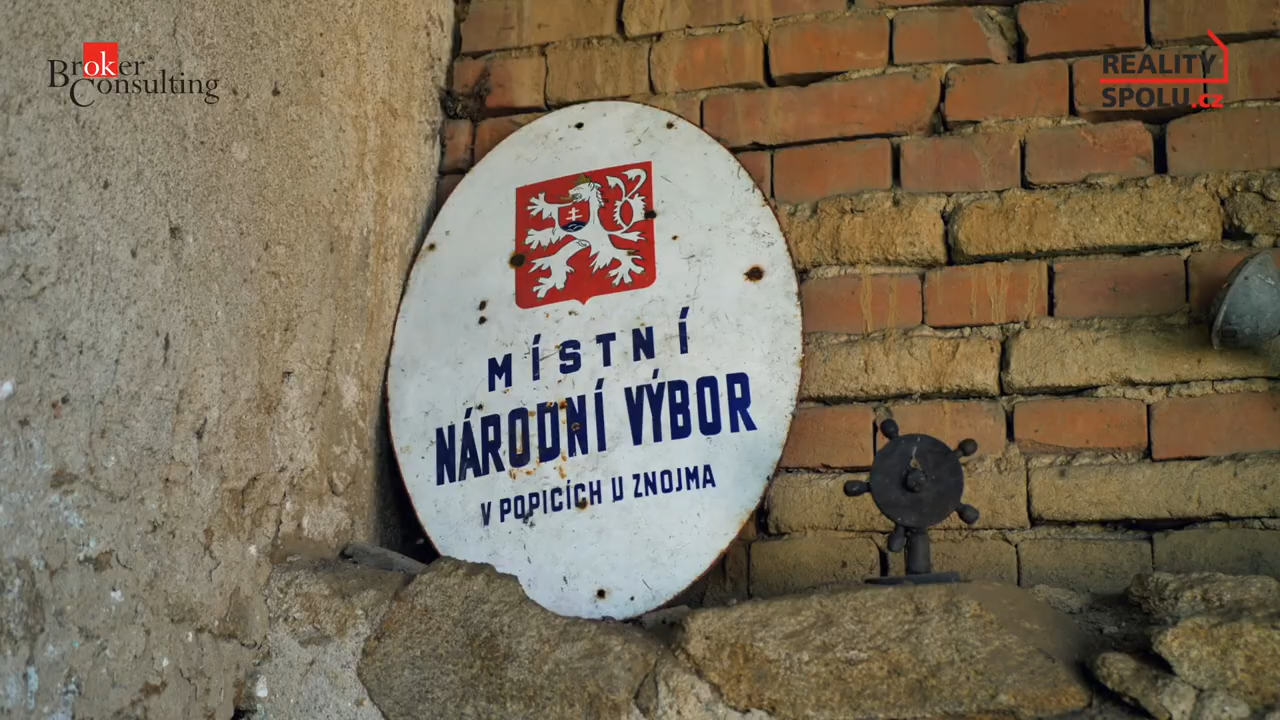 Broker
Consulting
REALITY
SPOLU.cz
MÍSTNÍ
NÁRODNÍ VÝBOR
V POPICÍCH U ZNOJMA